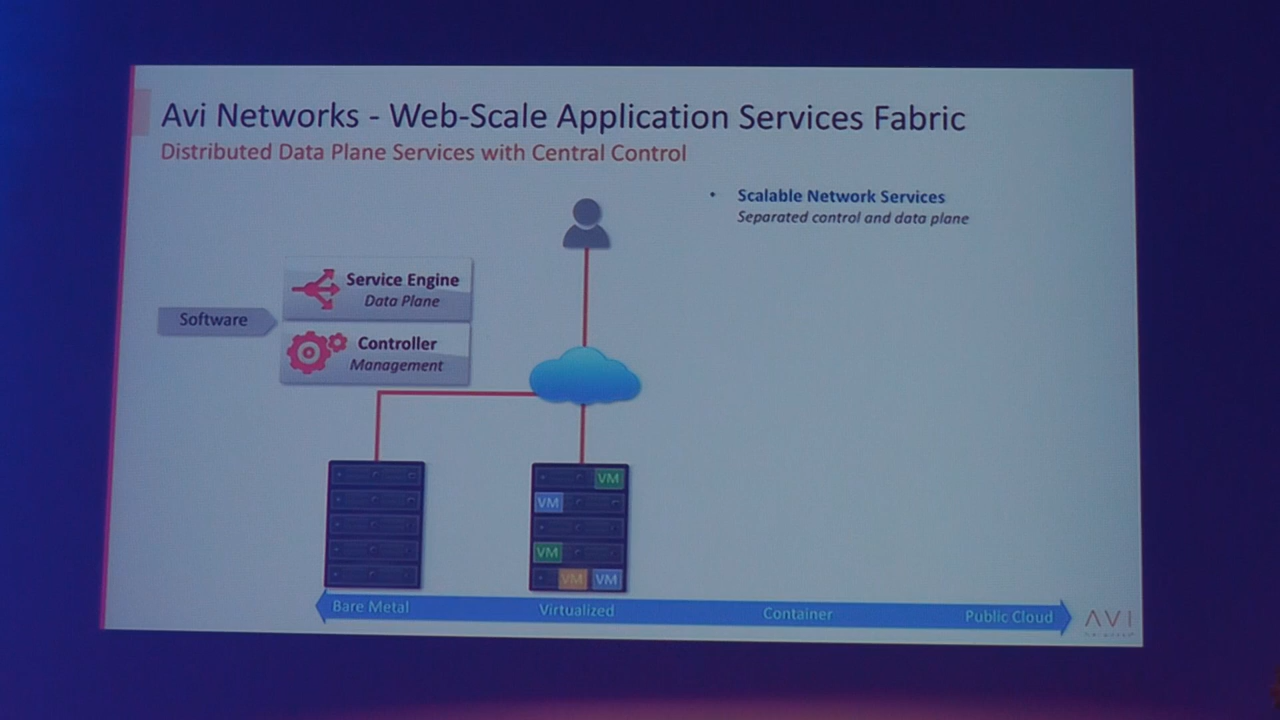 Avi Networks - Web-Scale Application Services Fabric
Distributed Data Plane Services with Central Control
• Scalable Network Services
Separated control and data plane
Service Engine
Data Plane
Software
Controller
Management
VM
VM
VM
VM VM
Bare Metal
Virtualized
Container
Public Cloud
AVI